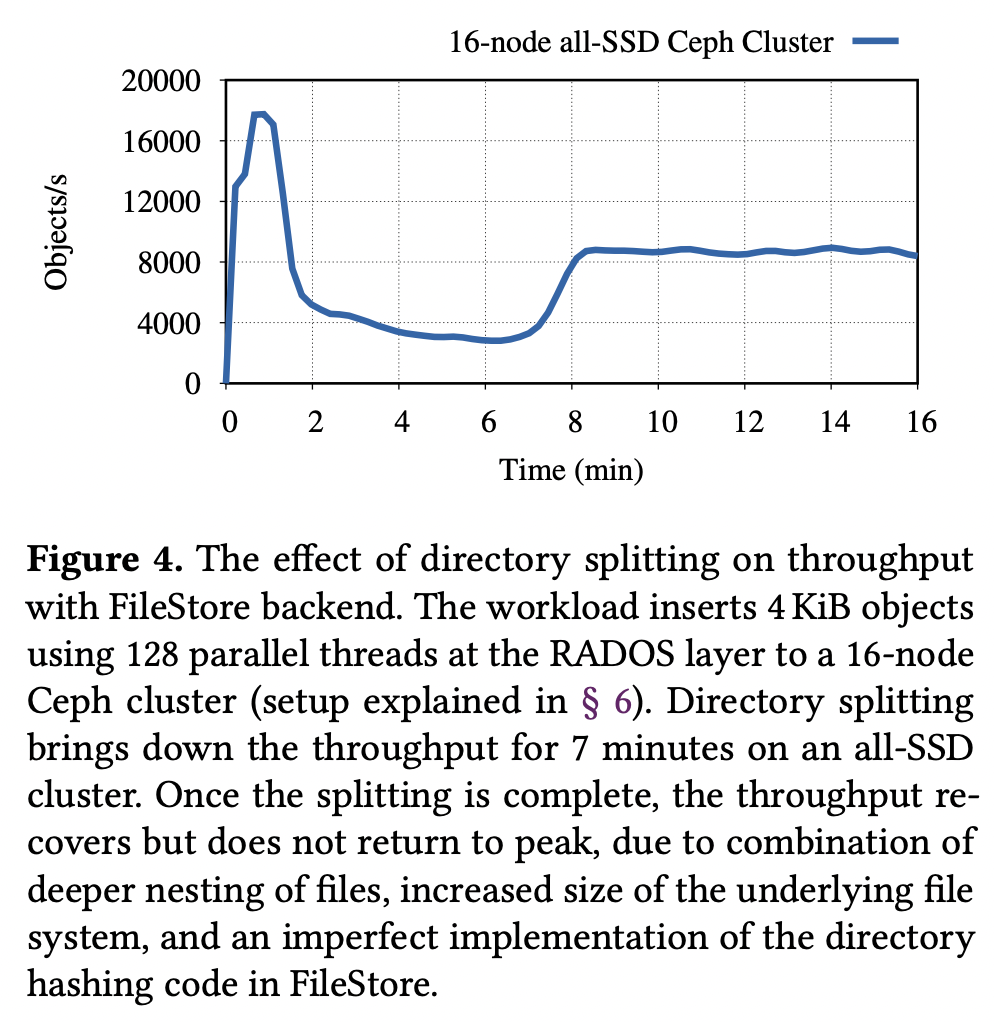 16-node all-SSD Ceph Cluster
20000
16000
12000
8000
4000
0
Objects/s
0 2 4 6 8 10 12 14 16
Time (min)
Figure 4. The effect of directory splitting on throughput
with FileStore backend. The workload inserts 4 KiB objects
using 128 parallel threads at the RADOS layer to a 16-node
Ceph cluster (setup explained in § 6). Directory splitting
brings down the throughput for 7 minutes on an all-SSD
cluster. Once the splitting is complete, the throughput re-
covers but does not return to peak, due to combination of
deeper nesting of files, increased size of the underlying file
system, and an imperfect implementation of the directory
hashing code in FileStore.